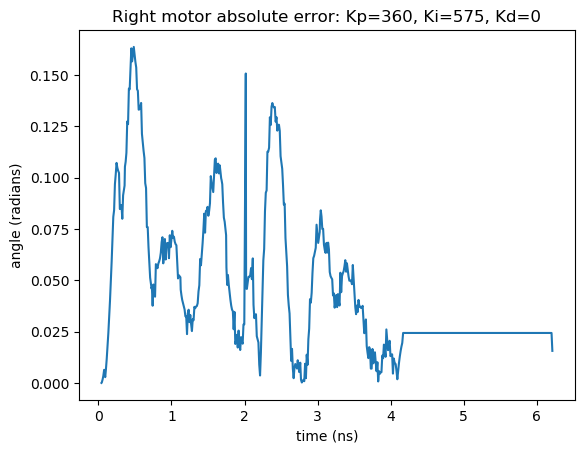 Right motor absolute error: Kp=360, Ki=575, Kd=0
angle (radians)
0.150
0.125
0.100
0.075
0.050
0.025
0.000
0 1 2 3 4 5 6
time (ns)